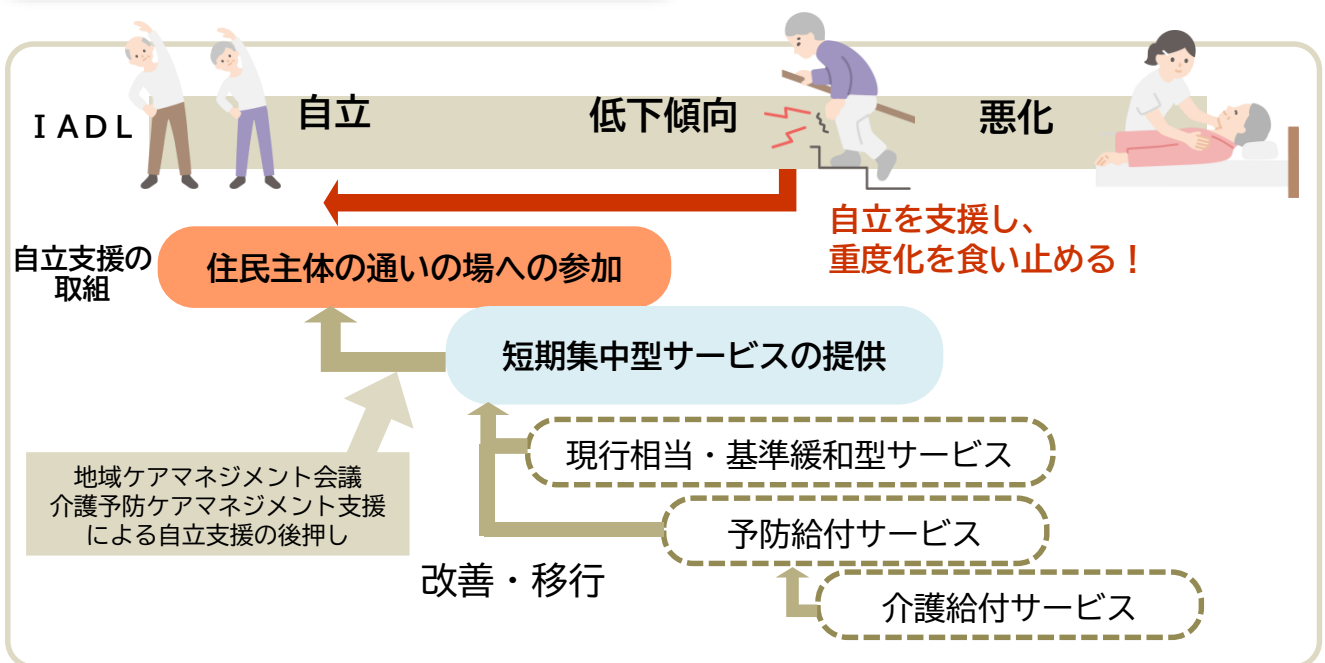 ＩＡＤＬ
自立
低下傾向
悪化
自立を支援し、
重度化を食い止める！
自立支援の
取組
住民主体の通いの場への参加
短期集中型サービスの提供
現行相当・基準緩和型サービス
地域ケアマネジメント会議
介護予防ケアマネジメント支援
による自立支援の後押し
予防給付サービス
改善・移行
介護給付サービス